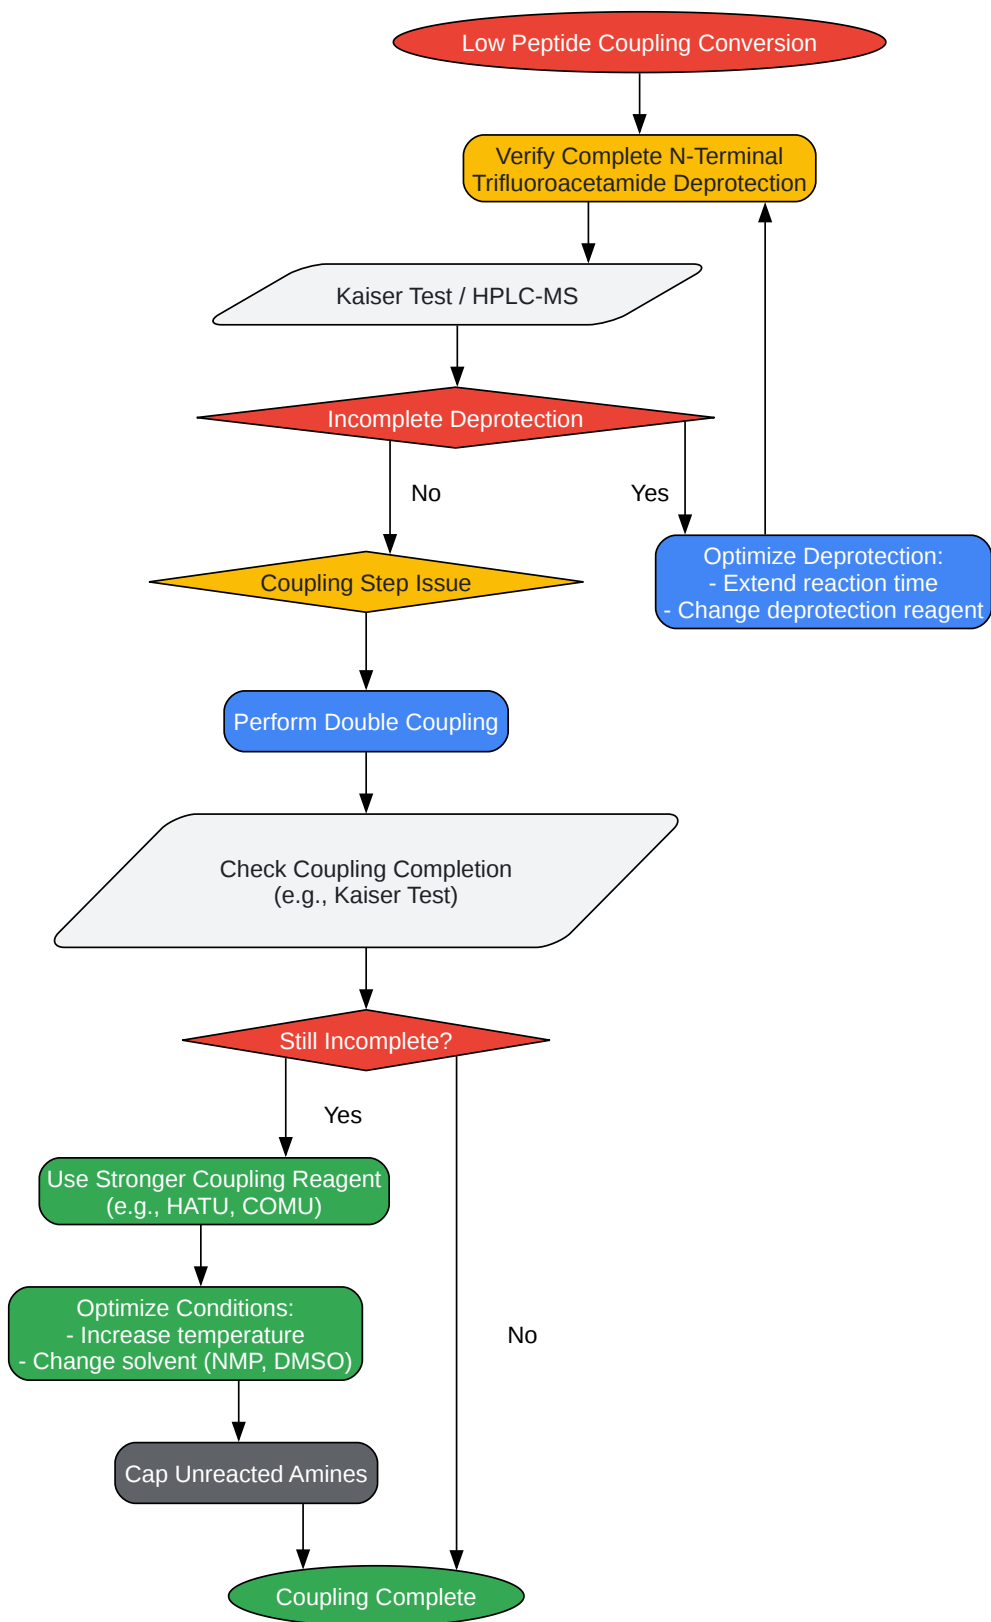 Low Peptide Coupling Conversion
Verify Complete N-Terminal
Trifluoroacetamide Deprotection
Kaiser Test / HPLC-MS
Incomplete Deprotection
No
Yes
Optimize Deprotection:
- Extend reaction time
- Change deprotection reagent
Coupling Step Issue
Perform Double Coupling
Check Coupling Completion
(e.g., Kaiser Test)
Still Incomplete?
Yes
Use Stronger Coupling Reagent
(e.g., HATU, COMU)
Optimize Conditions:
- Increase temperature
- Change solvent (NMP, DMSO)
No
Cap Unreacted Amines
Coupling Complete